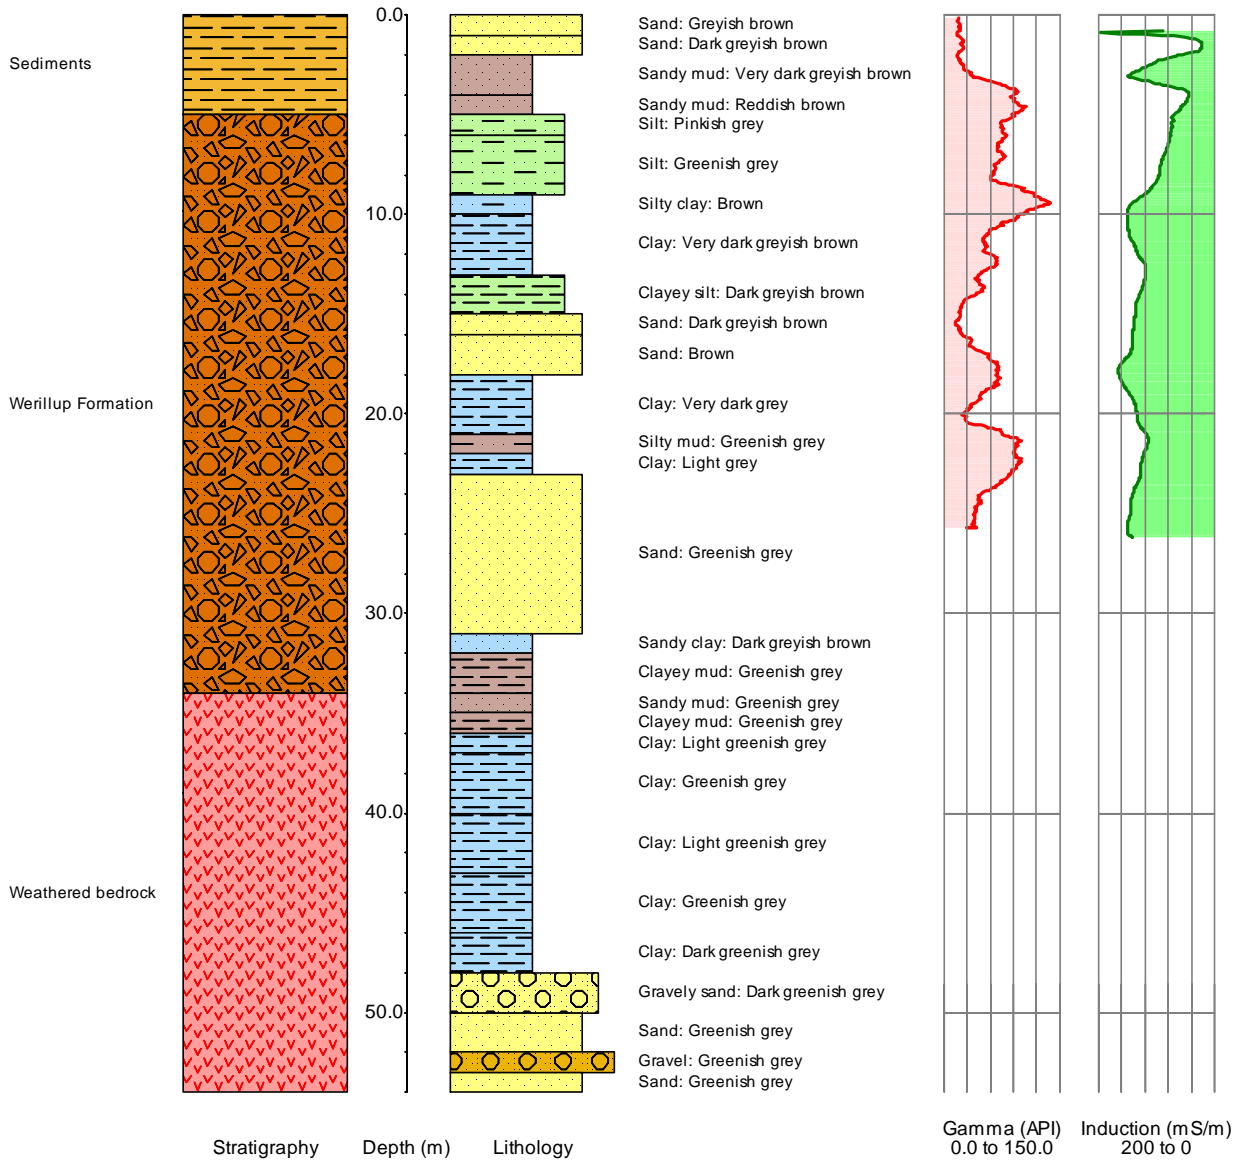 0.0
Sand: Greyish brown
Sand: Dark greyish brown
Sediments
Sandy mud: Very dark greyish brown
Sandy mud: Reddish brown
Silt: Pinkish grey
Silt: Greenish grey
Silty clay: Brown
10.0
Clay: Very dark greyish brown
Clayey silt: Dark greyish brown
Sand: Dark greyish brown
Sand: Brown
Werillup Formation
Clay: Very dark grey
20.0
Silty mud: Greenish grey
Clay: Light grey
Sand: Greenish grey
30.0
Sandy clay: Dark greyish brown
Clayey mud: Greenish grey
Sandy mud: Greenish grey
Clayey mud: Greenish grey
Clay: Light greenish grey
Clay: Greenish grey
40.0
Clay: Light greenish grey
Weathered bedrock
Clay: Greenish grey
Clay: Dark greenish grey
Gravely sand: Dark greenish grey
50.0
Sand: Greenish grey
Gravel: Greenish grey
Sand: Greenish grey
Stratigraphy
Depth (m)
Lithology
Gamma (API)
0.0 to 150.0
Induction (mS/m)
200 to 0